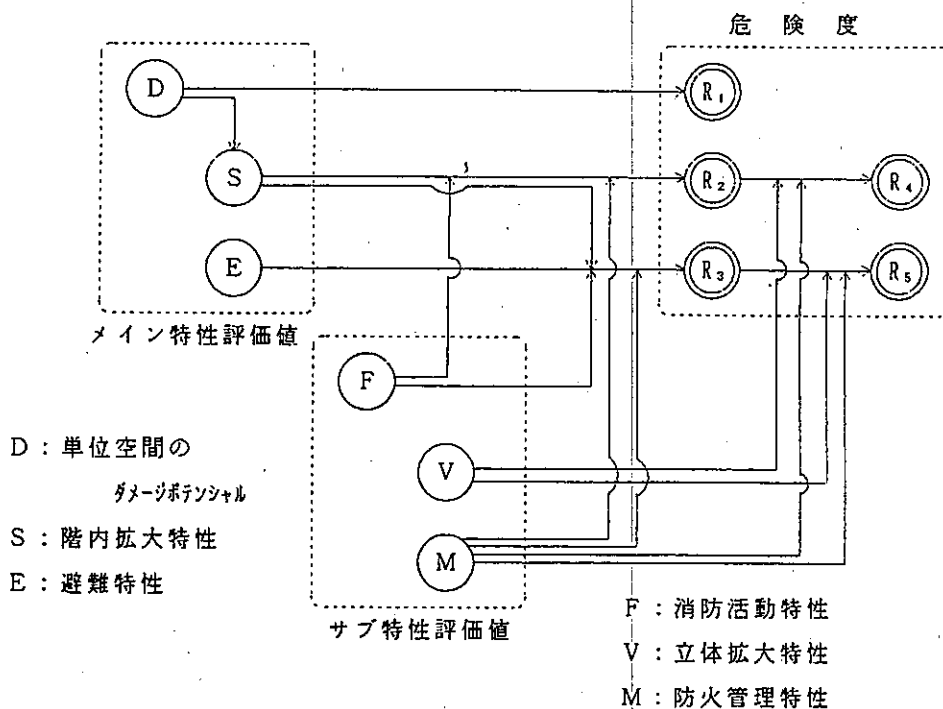 危険度
D
R₁
S
R₂
R₄
E
R₃
R₅
メイン特性評価値
F
D：単位空間の
ダメージポテンシャル
V
S：階内拡大特性
E：避難特性
M
サブ特性評価値
F：消防活動特性
V：立体拡大特性
M：防火管理特性